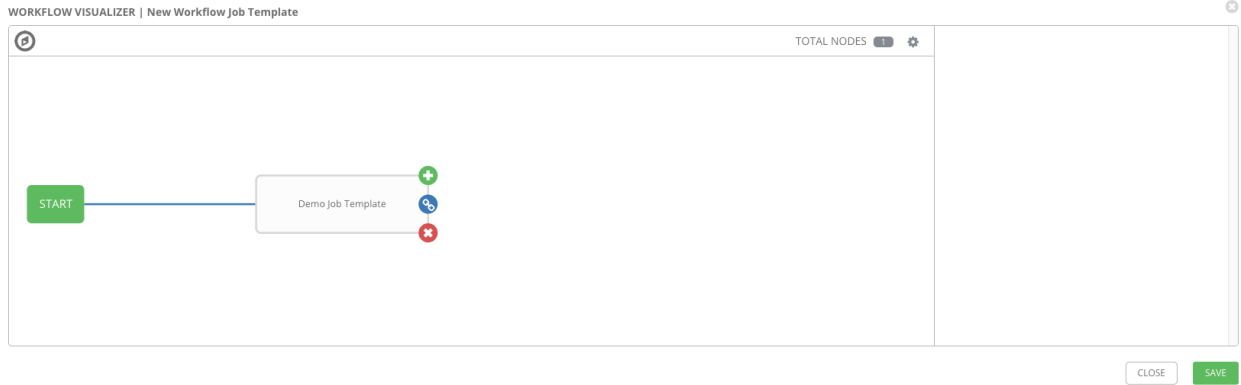 WORKFLOW VISUALIZER | New Workflow Job Template
TOTAL NODES 1
START
Demo Job Template
CLOSE
SAVE